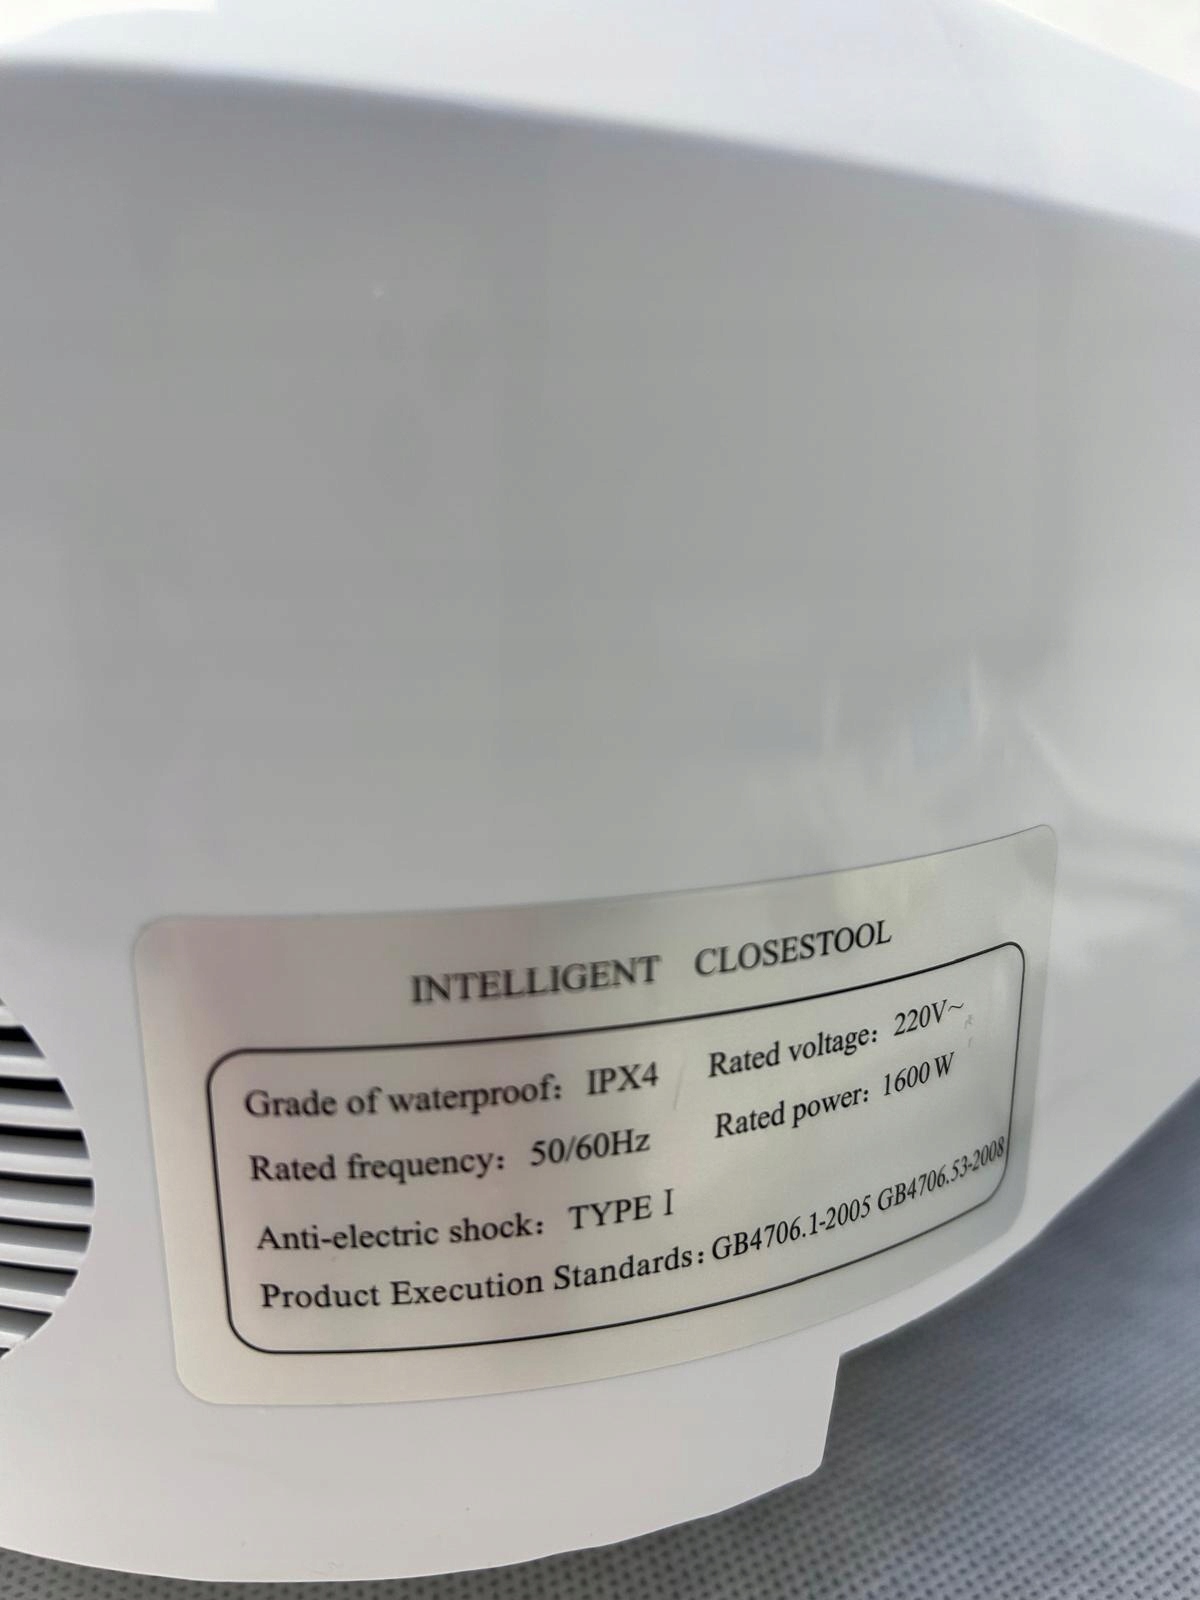 INTELLIGENT CLOSESTOOL
Grade of waterproof: IPX4 Rated voltage: 220V~
Rated frequency: 50/60Hz Rated power: 1600W
Anti-electric shock: TYPE I
Product Execution Standards: GB4706.1-2005 GB4706.53-2008